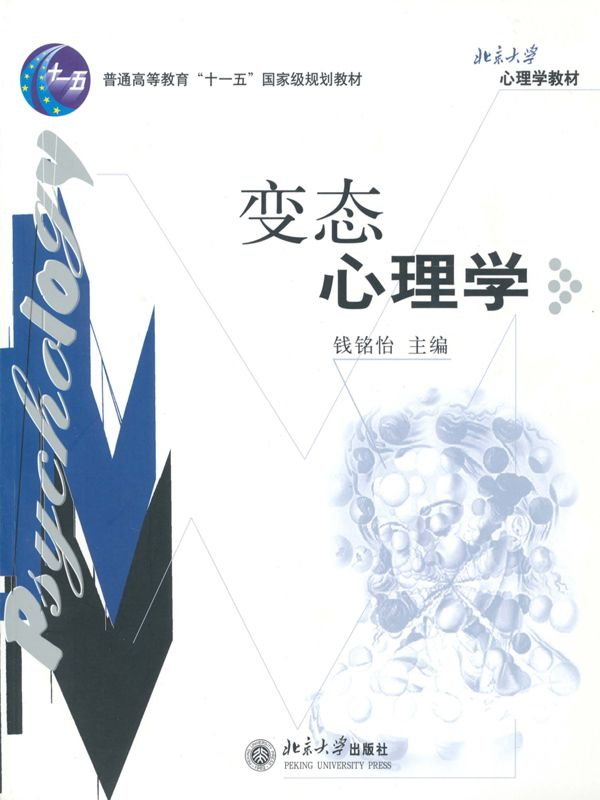 十一五
普通高等教育“十一五”国家级规划教材
北京大学
心理学教材
Psychology
变态
心理学
钱铭怡 主编
北京大学出版社
PEKING UNIVERSITY PRESS